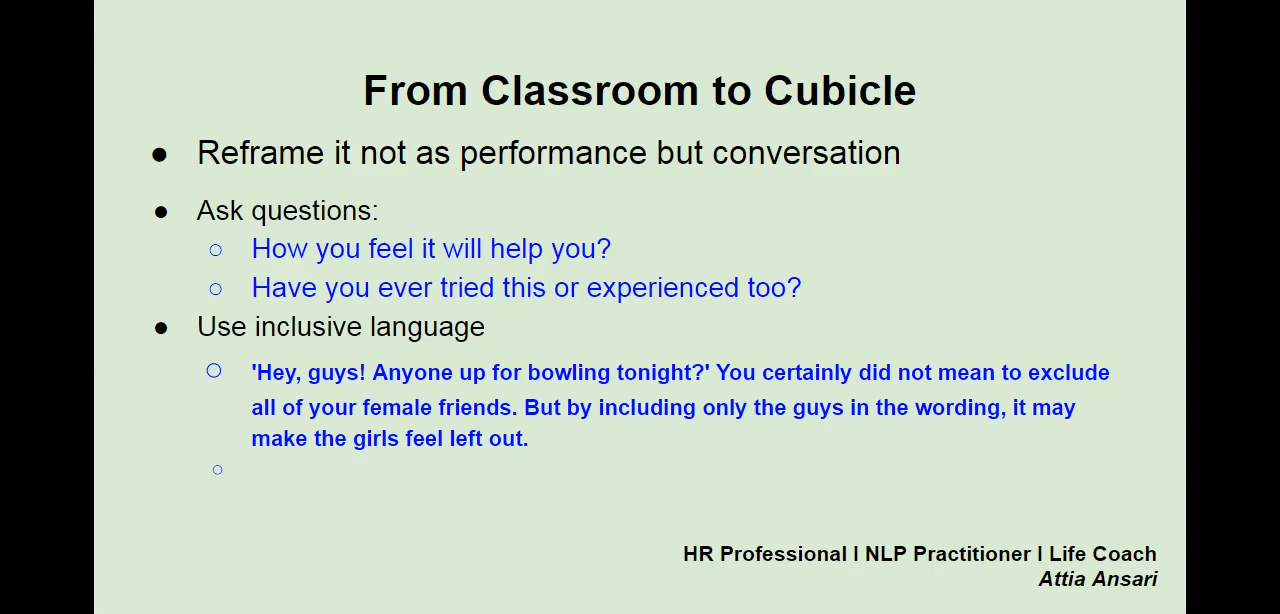 From Classroom to Cubicle
● Reframe it not as performance but conversation
● Ask questions:
○ How you feel it will help you?
○ Have you ever tried this or experienced too?
● Use inclusive language
○ 'Hey, guys! Anyone up for bowling tonight?' You certainly did not mean to exclude
all of your female friends. But by including only the guys in the wording, it may
make the girls feel left out.
○
HR Professional I NLP Practitioner I Life Coach
Attia Ansari